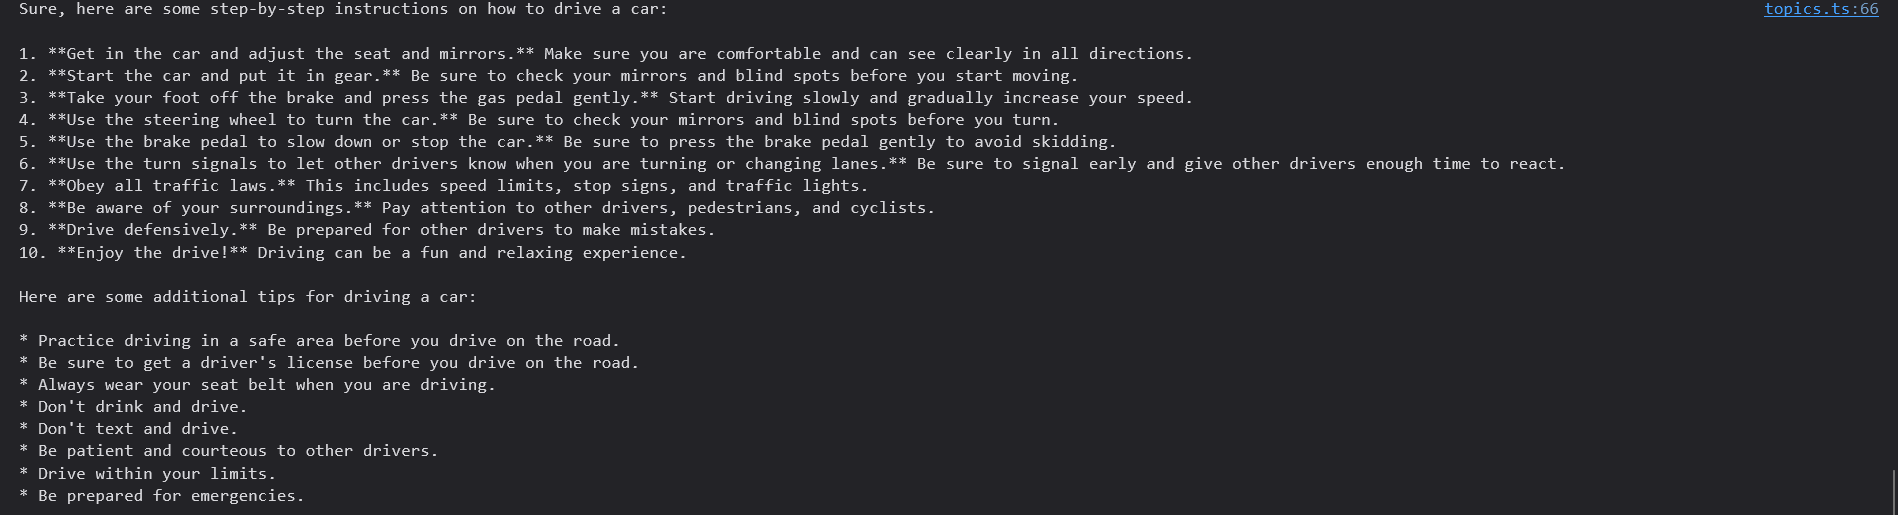 Sure, here are some step-by-step instructions on how to drive a car:
topics.ts:66
1. **Get in the car and adjust the seat and mirrors.** Make sure you are comfortable and can see clearly in all directions.
2. **Start the car and put it in gear.** Be sure to check your mirrors and blind spots before you start moving.
3. **Take your foot off the brake and press the gas pedal gently.** Start driving slowly and gradually increase your speed.
4. **Use the steering wheel to turn the car.** Be sure to check your mirrors and blind spots before you turn.
5. **Use the brake pedal to slow down or stop the car.** Be sure to press the brake pedal gently to avoid skidding.
6. **Use the turn signals to let other drivers know when you are turning or changing lanes.** Be sure to signal early and give other drivers enough time to react.
7. **Obey all traffic laws.** This includes speed limits, stop signs, and traffic lights.
8. **Be aware of your surroundings.** Pay attention to other drivers, pedestrians, and cyclists.
9. **Drive defensively.** Be prepared for other drivers to make mistakes.
10. **Enjoy the drive!** Driving can be a fun and relaxing experience.
Here are some additional tips for driving a car:
* Practice driving in a safe area before you drive on the road.
* Be sure to get a driver's license before you drive on the road.
* Always wear your seat belt when you are driving.
* Don't drink and drive.
* Don't text and drive.
* Be patient and courteous to other drivers.
* Drive within your limits.
* Be prepared for emergencies.